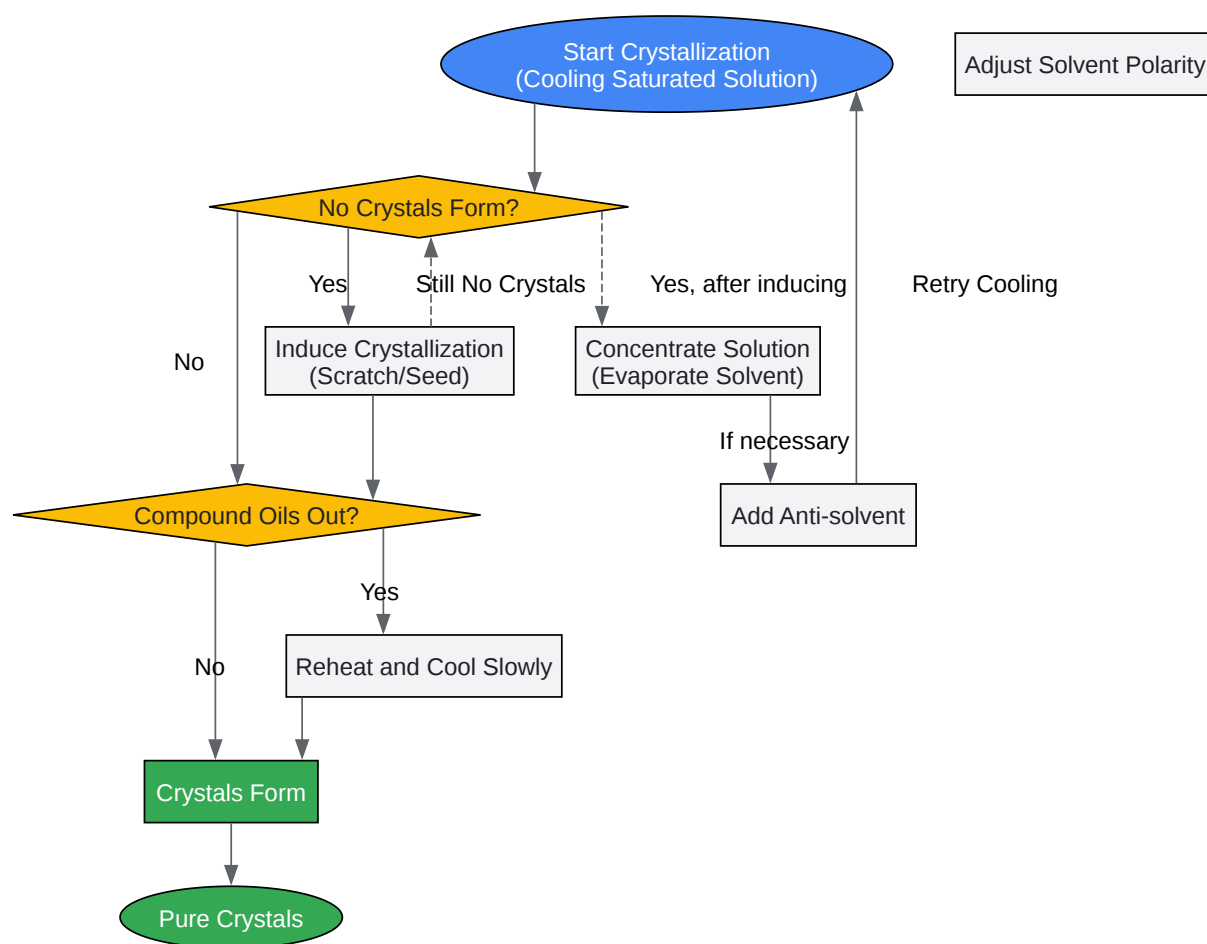 Start Crystallization
(Cooling Saturated Solution)
Adjust Solvent Polarity
No Crystals Form?
Yes
Still No Crystals
Yes, after inducing
Retry Cooling
No
Induce Crystallization
(Scratch/Seed)
Concentrate Solution
(Evaporate Solvent)
If necessary
Compound Oils Out?
Add Anti-solvent
Yes
No
Reheat and Cool Slowly
Crystals Form
Pure Crystals